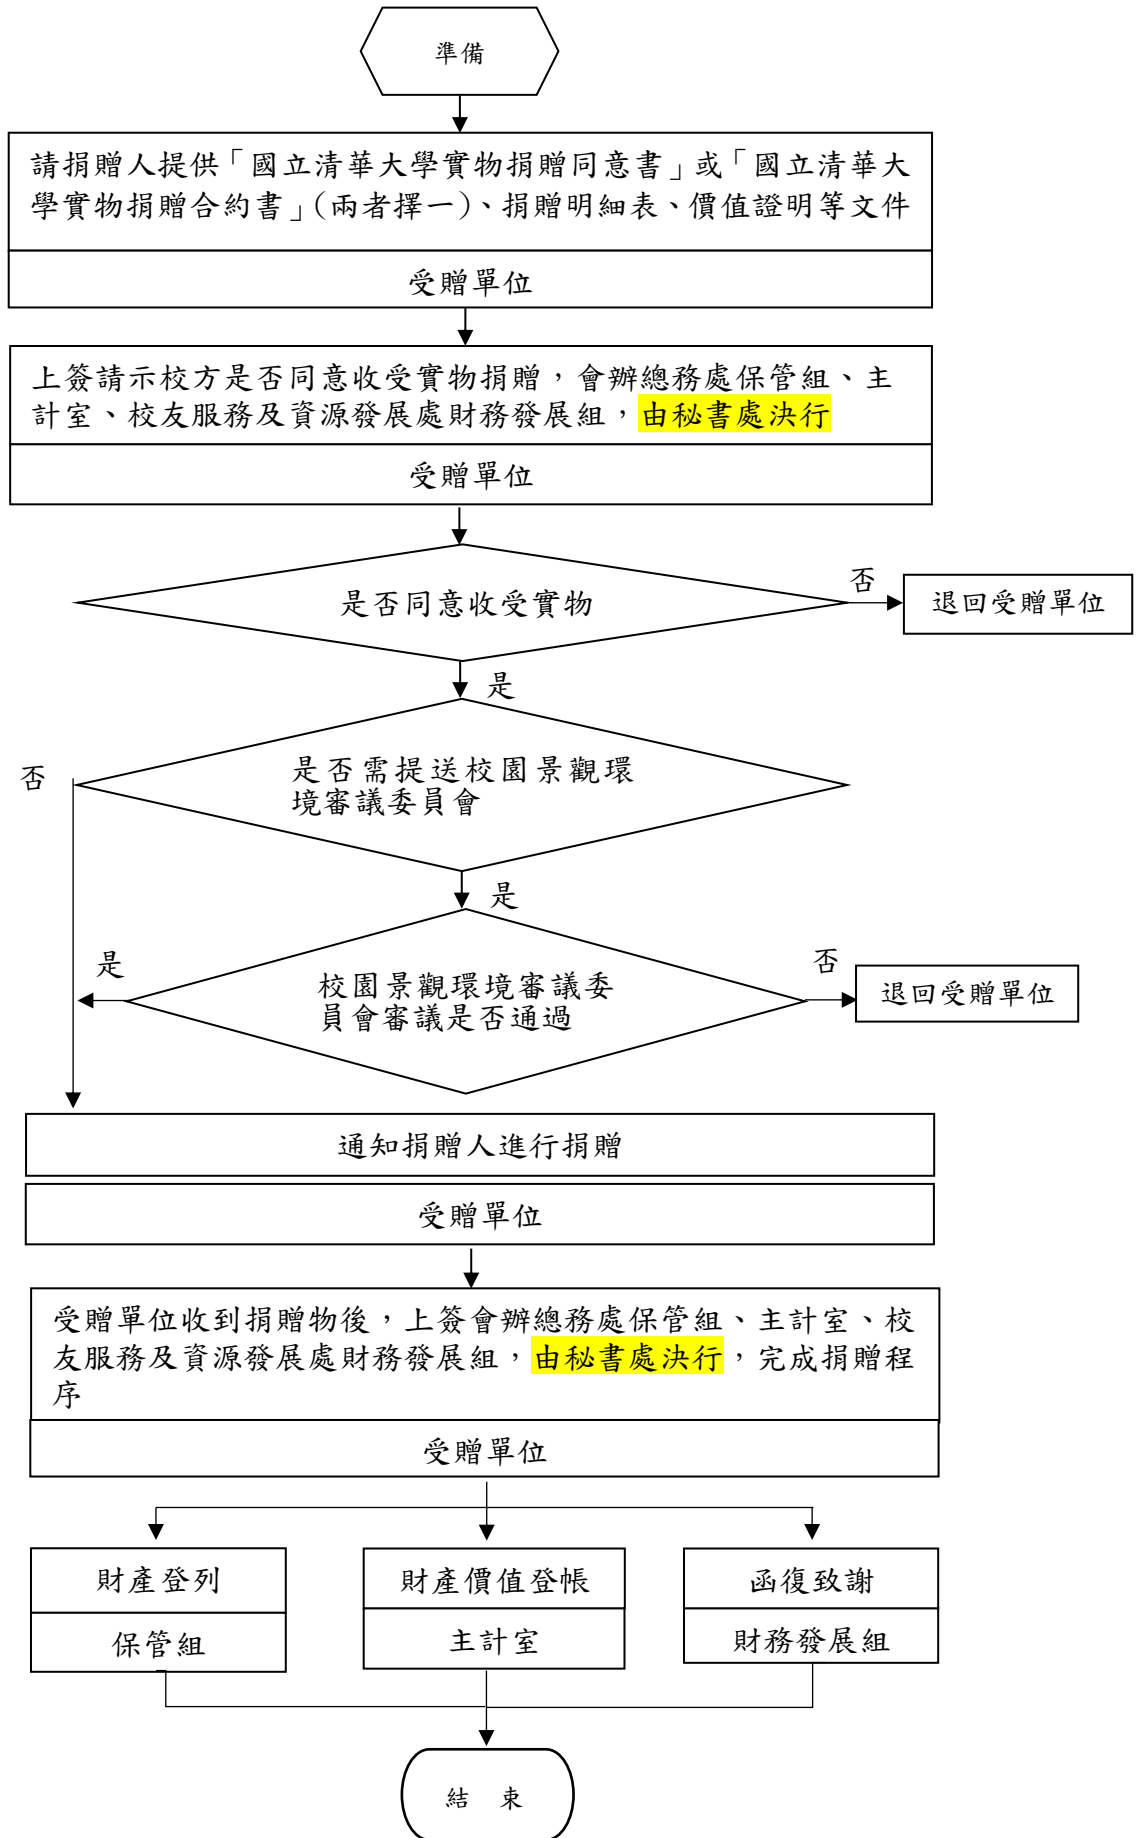 準備
請捐贈人提供「國立清華大學實物捐贈同意書」或「國立清華大
學實物捐贈合約書」(兩者擇一)、捐贈明細表、價值證明等文件
受贈單位
上簽請示校方是否同意收受實物捐贈，會辦總務處保管組、主
計室、校友服務及資源發展處財務發展組，由秘書處決行
受贈單位
是否同意收受實物
否
退回受贈單位
是
否
是否需提送校園景觀環
境審議委員會
是
是
校園景觀環境審議委
員會審議是否通過
否
退回受贈單位
通知捐贈人進行捐贈
受贈單位
受贈單位收到捐贈物後，上簽會辦總務處保管組、主計室、校
友服務及資源發展處財務發展組，由秘書處決行，完成捐贈程
序
受贈單位
財產登列
保管組
財產價值登帳
主計室
函復致謝
財務發展組
結 束